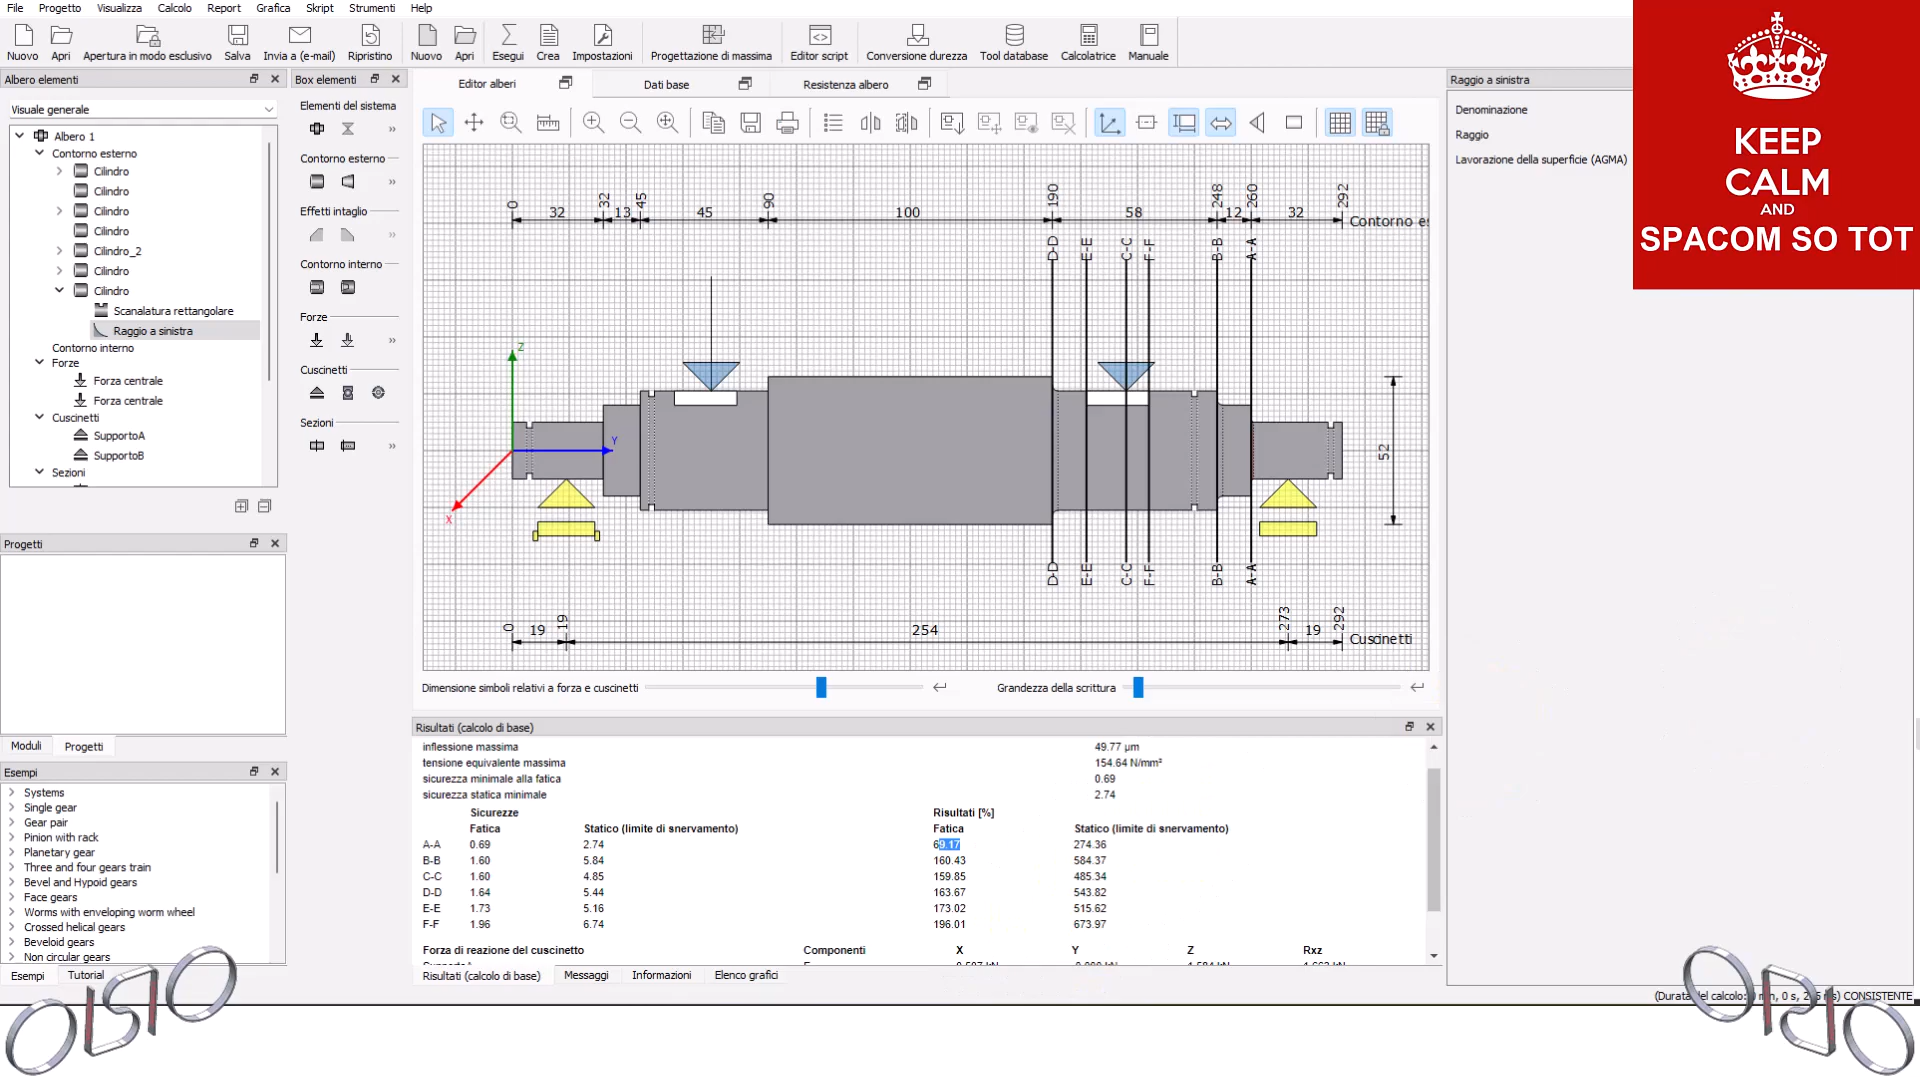 File Progetto Visualizza Calcolo Report Grafica Skript Strumenti Help
Nuovo Apri Apertura in modo esclusivo Salva Invia a (e-mail) Ripristino Nuovo Apri Esegui Crea Impostazioni Progettazione di massima Editor script Conversione durezza Tool database Calcolatrice Manuale
Albero elementi
Visuale generale
Albero 1
Contorno esterno
Cilindro
Cilindro
Cilindro
Cilindro
Cilindro_2
Cilindro
Cilindro
Scanalatura rettangolare
Raggio a sinistra
Contorno interno
Forze
Forza centrale
Forza centrale
Cuscinetti
SupportoA
SupportoB
Sezioni
Progetti
Moduli Progetti
Esempi
Systems
Single gear
Gear pair
Pinion with rack
Planetary gear
Three and four gears train
Bevel and Hypoid gears
Face gears
Worms with enveloping worm wheel
Crossed helical gears
Beveloid gears
Non circular gears
Esempi Tutorial
Box elementi
Elementi del sistema
Contorno esterno
Effetti intaglio
Contorno interno
Forze
Cuscinetti
Sezioni
Editor alberi Dati base Resistenza albero
0 32 45 90 190 248 260 292
32 13 45 100 58 12 32 Contorno es
D-D E-E C-C F-F B-B A-A
Z
Y
X
52
D-D E-E C-C F-F B-B A-A
0 19 273 292
19 254 19 Cuscinetti
Dimensione simboli relativi a forza e cuscinetti Grandezza della scrittura
Risultati (calcolo di base)
inflessione massima 49.77 µm
tensione equivalente massima 154.64 N/mm²
sicurezza minimale alla fatica 0.69
sicurezza statica minimale 2.74
Sicurezze Risultati [%]
Fatica Statico (limite di snervamento) Fatica Statico (limite di snervamento)
A-A 0.69 2.74 69.17 274.36
B-B 1.60 5.84 160.43 584.37
C-C 1.60 4.85 159.85 485.34
D-D 1.64 5.44 163.67 543.82
E-E 1.73 5.16 173.02 515.62
F-F 1.96 6.74 196.01 673.97
Forza di reazione del cuscinetto Componenti X Y Z Rxz
Risultati (calcolo di base) Messaggi Informazioni Elenco grafici
Raggio a sinistra
Denominazione
Raggio
Lavorazione della superficie (AGMA)
KEEP
CALM
AND
SPACOM SO TOT
CONSISTENTE